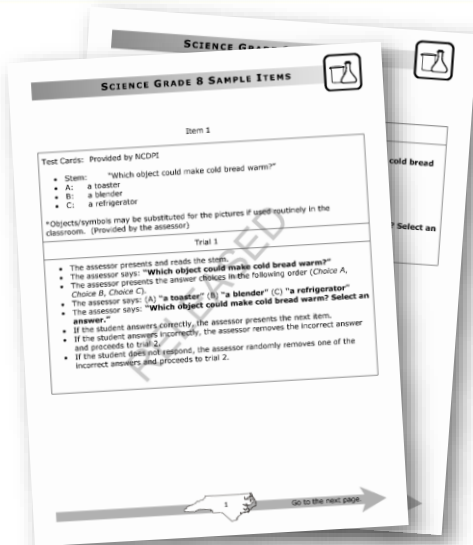 SCIENCE GRADE
SCIENCE GRADE 8 SAMPLE ITEMS
Item 1
Test Cards: Provided by NCDPI
• Stem: "Which object could make cold bread warm?"
• A: a toaster
• B: a blender
• C: a refrigerator
*Objects/symbols may be substituted for the pictures if used routinely in the
classroom. (Provided by the assessor)
Trial 1
• The assessor presents and reads the stem.
• The assessor says: "Which object could make cold bread warm?"
• The assessor presents the answer choices in the following order (Choice A,
Choice B, Choice C).
• The assessor says: (A) "a toaster" (B) "a blender" (C) "a refrigerator"
• The assessor says: "Which object could make cold bread warm? Select an
answer."
• If the student answers correctly, the assessor presents the next item.
• If the student answers incorrectly, the assessor removes the incorrect answer
and proceeds to trial 2.
• If the student does not respond, the assessor randomly removes one of the
incorrect answers and proceeds to trial 2.
RELEASED
1
Go to the next page.
cold bread
? Select an